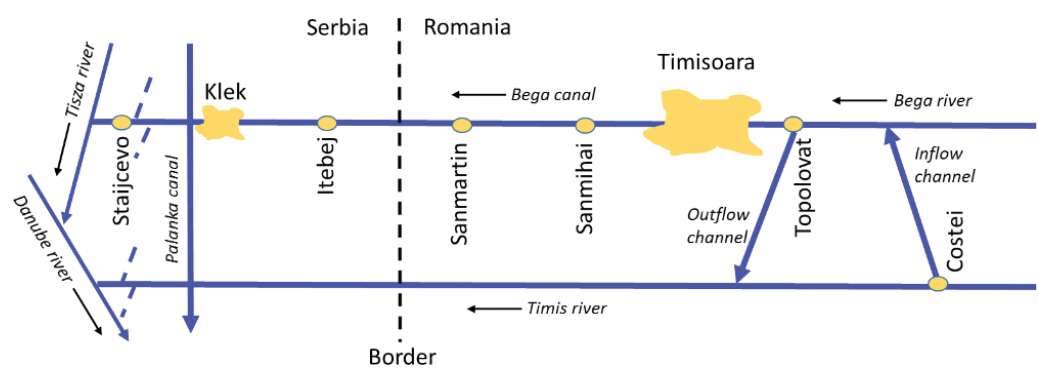 Serbia
Romania
Timisoara
Tisza river
Klek
Bega canal
Bega river
Staijcevo
Palanka canal
Itebej
Sanmartin
Sanmihai
Topolovat
Inflow
channel
Outflow
channel
Costei
Danube river
Timis river
Border